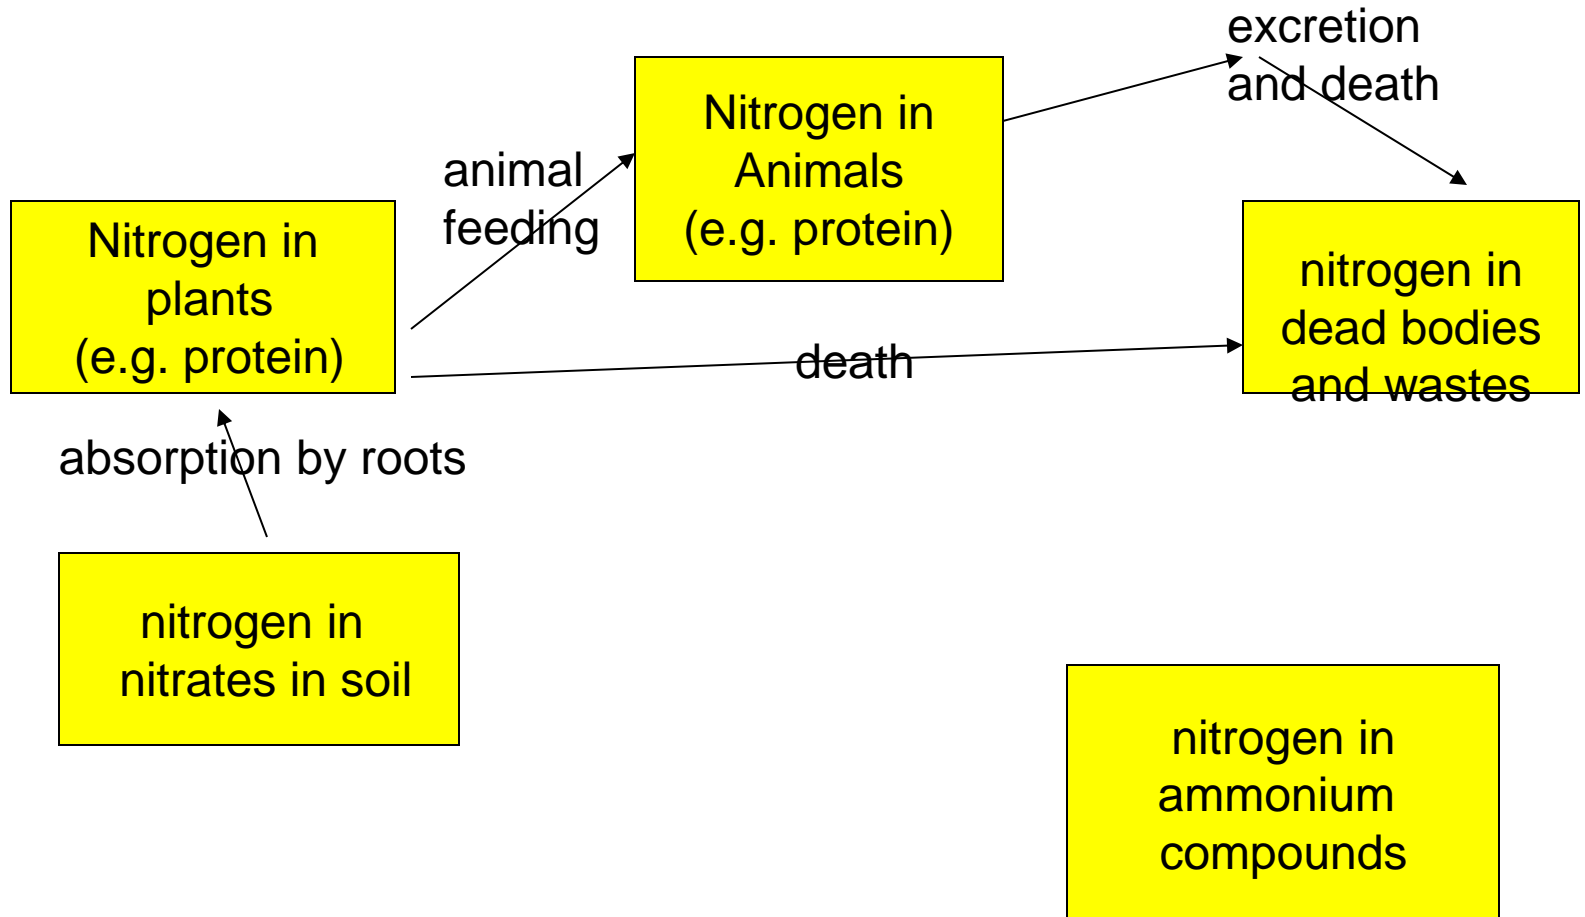 excretion
and death
Nitrogen in
Animals
(e.g. protein)
animal
feeding
Nitrogen in
plants
(e.g. protein)
nitrogen in
dead bodies
and wastes
death
absorption by roots
nitrogen in
nitrates in soil
nitrogen in
ammonium
compounds